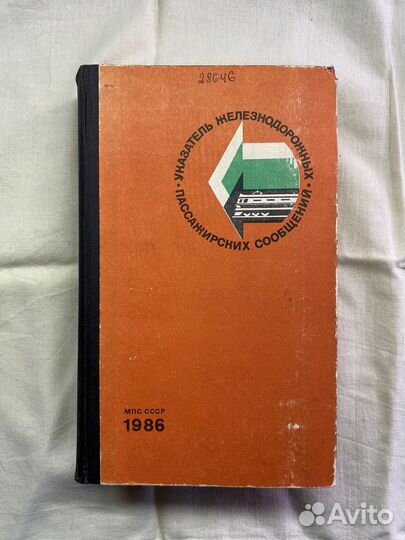 28646
• УКАЗАТЕЛЬ ЖЕЛЕЗНОДОРОЖНЫХ •
ПАССАЖИРСКИХ СООБЩЕНИЙ
МПС СССР
1986
Avito